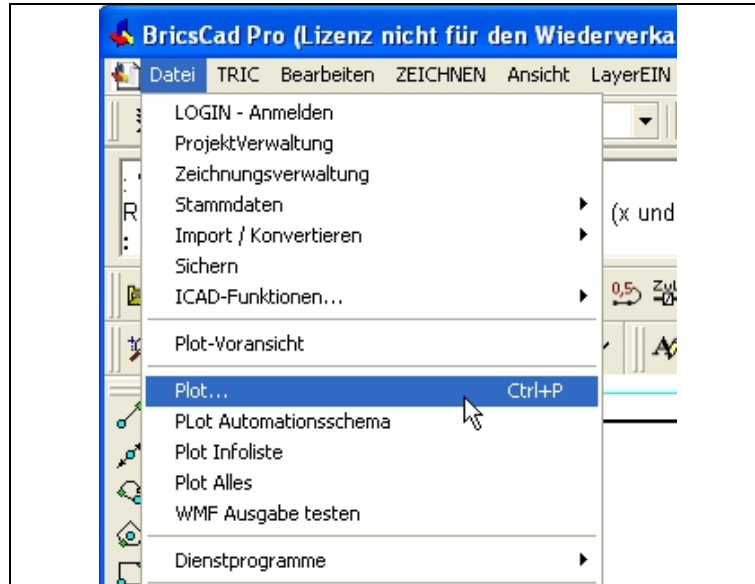 BricsCad Pro (Lizenz nicht für den Wiederverka
Datei TRIC Bearbeiten ZEICHNEN Ansicht LayerEIN
LOGIN - Anmelden
ProjektVerwaltung
Zeichnungsverwaltung
Stammdaten
R (x und
Import / Konvertieren
:
Sichern
ICAD-Funktionen...
0,5
Plot-Voransicht
Plot... Ctrl+P
PLot Automationsschema
Plot Infoliste
Plot Alles
WMF Ausgabe testen
Dienstprogramme